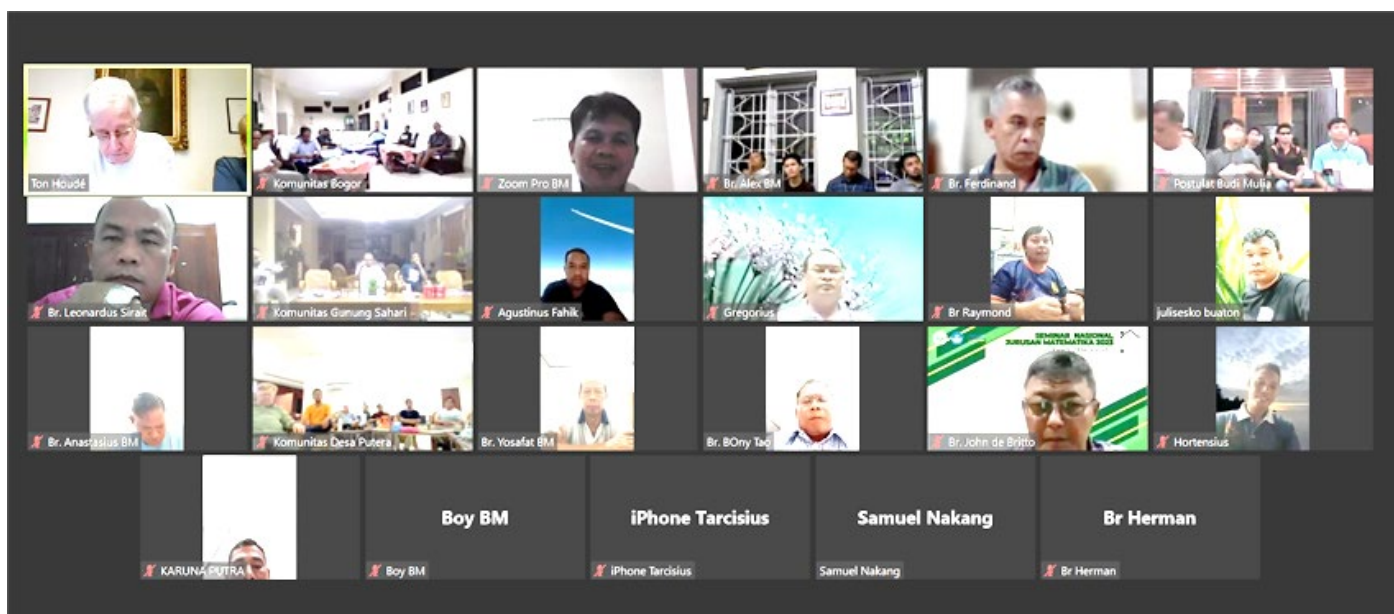 Ton Houdé
Komunitas Bogor
Zoom Pro BM
Br. Alex BM
Br. Ferdinand
Postulat Budi Mulia
Br. Leonardus Sirait
Komunitas Gunung Sahari
Agustinus Fahik
Gregorius
Br Raymond
julisesko buaton
SEMINAR NASIONAL
JURUSAN MATEMATIKA 2023
Br. Anastasius BM
Komunitas Desa Putera
Br. Yosafat BM
Br. BOny Tao
Br. John de Britto
Hortensius
Boy BM
iPhone Tarcisius
Samuel Nakang
Br Herman
KARUNA PUTRA
Boy BM
iPhone Tarcisius
Samuel Nakang
Br Herman